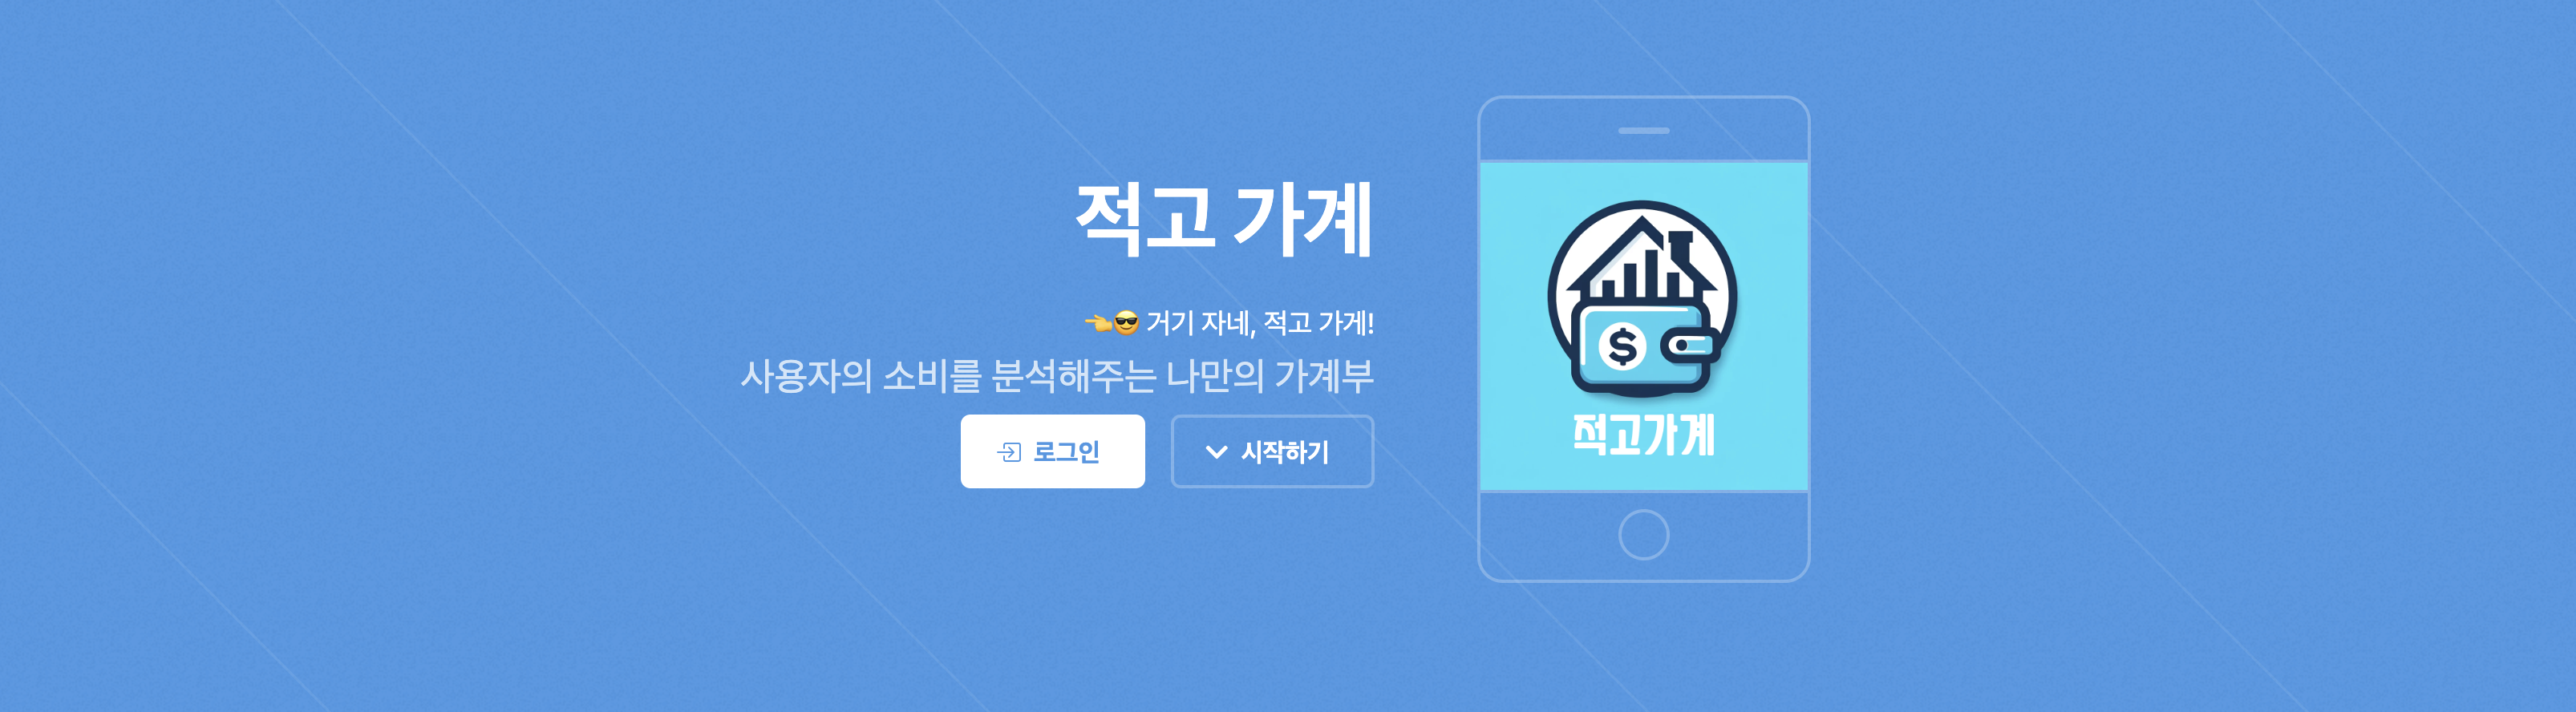 적고 가계
👈😎 거기 자네, 적고 가게!
사용자의 소비를 분석해주는 나만의 가계부
로그인
시작하기
$
적고가계